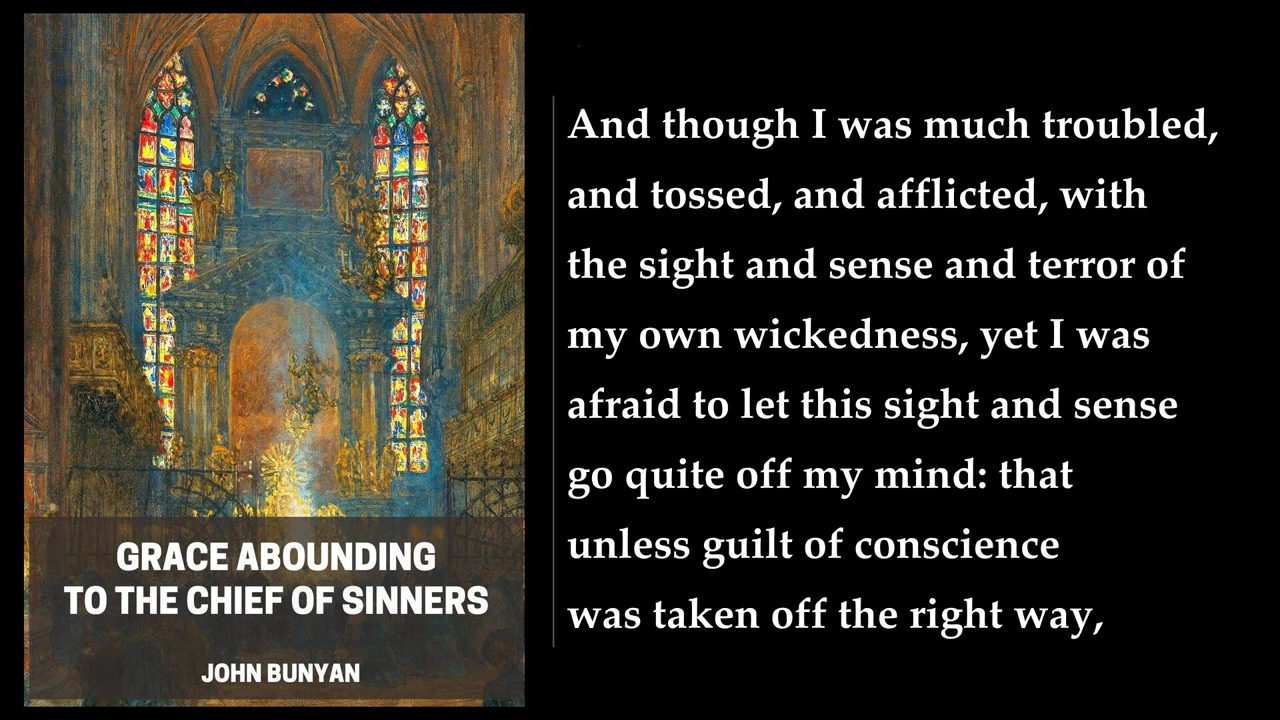 GRACE ABOUNDING
TO THE CHIEF OF SINNERS
JOHN BUNYAN
And though I was much troubled,
and tossed, and afflicted, with
the sight and sense and terror of
my own wickedness, yet I was
afraid to let this sight and sense
go quite off my mind: that
unless guilt of conscience
was taken off the right way,